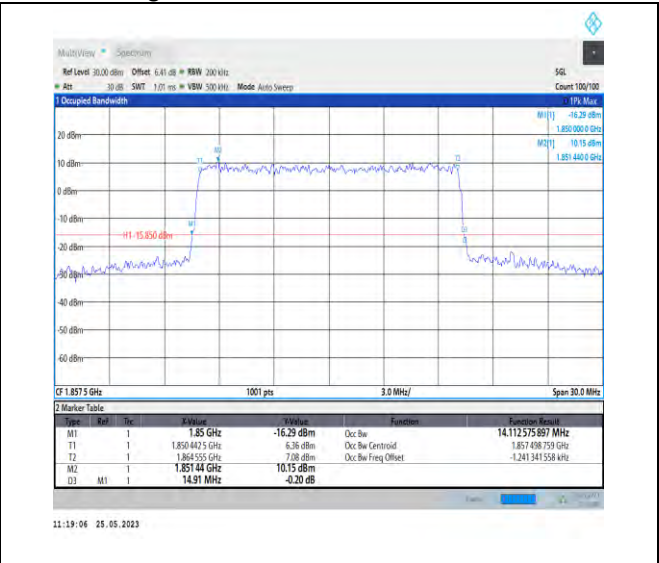 MultiView Spectrum
Ref Level 30.00 dBm Offset 6.41 dB RBW 200 kHz SGL
Att 30 dB SWT 1.01 ms VBW 500 kHz Mode Auto Sweep Count 100/100
1 Occupied Bandwidth 1Pk Max
M1[1] -16.29 dBm
1.850 000 0 GHz
20 dBm
M2[1] 10.15 dBm
1.851 440 0 GHz
M2
T1 T2
10 dBm
0 dBm
-10 dBm
M1
H1 -15.850 dBm
D3
-20 dBm
-30 dBm
-40 dBm
-50 dBm
-60 dBm
CF 1.857 5 GHz 1001 pts 3.0 MHz/ Span 30.0 MHz
2 Marker Table
Type Ref Trc X-Value Y-Value Function Function Result
M1 1 1.85 GHz -16.29 dBm Occ Bw 14.112 575 897 MHz
T1 1 1.850 442 5 GHz 6.36 dBm Occ Bw Centroid 1.857 498 759 GHz
T2 1 1.864 555 GHz 7.08 dBm Occ Bw Freq Offset -1.241 341 558 kHz
M2 1 1.851 44 GHz 10.15 dBm
D3 M1 1 14.91 MHz -0.20 dB
11:19:06 25.05.2023